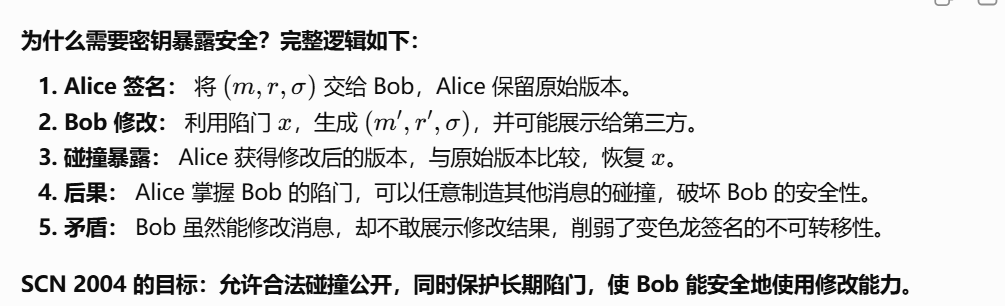 为什么需要密钥暴露安全？完整逻辑如下：
1. Alice 签名： 将 (m, r, σ) 交给 Bob，Alice 保留原始版本。
2. Bob 修改： 利用陷门 x，生成 (m′, r′, σ)，并可能展示给第三方。
3. 碰撞暴露： Alice 获得修改后的版本，与原始版本比较，恢复 x。
4. 后果： Alice 掌握 Bob 的陷门，可以任意制造其他消息的碰撞，破坏 Bob 的安全性。
5. 矛盾： Bob 虽然能修改消息，却不敢展示修改结果，削弱了变色龙签名的不可转移性。
SCN 2004 的目标：允许合法碰撞公开，同时保护长期陷门，使 Bob 能安全地使用修改能力。